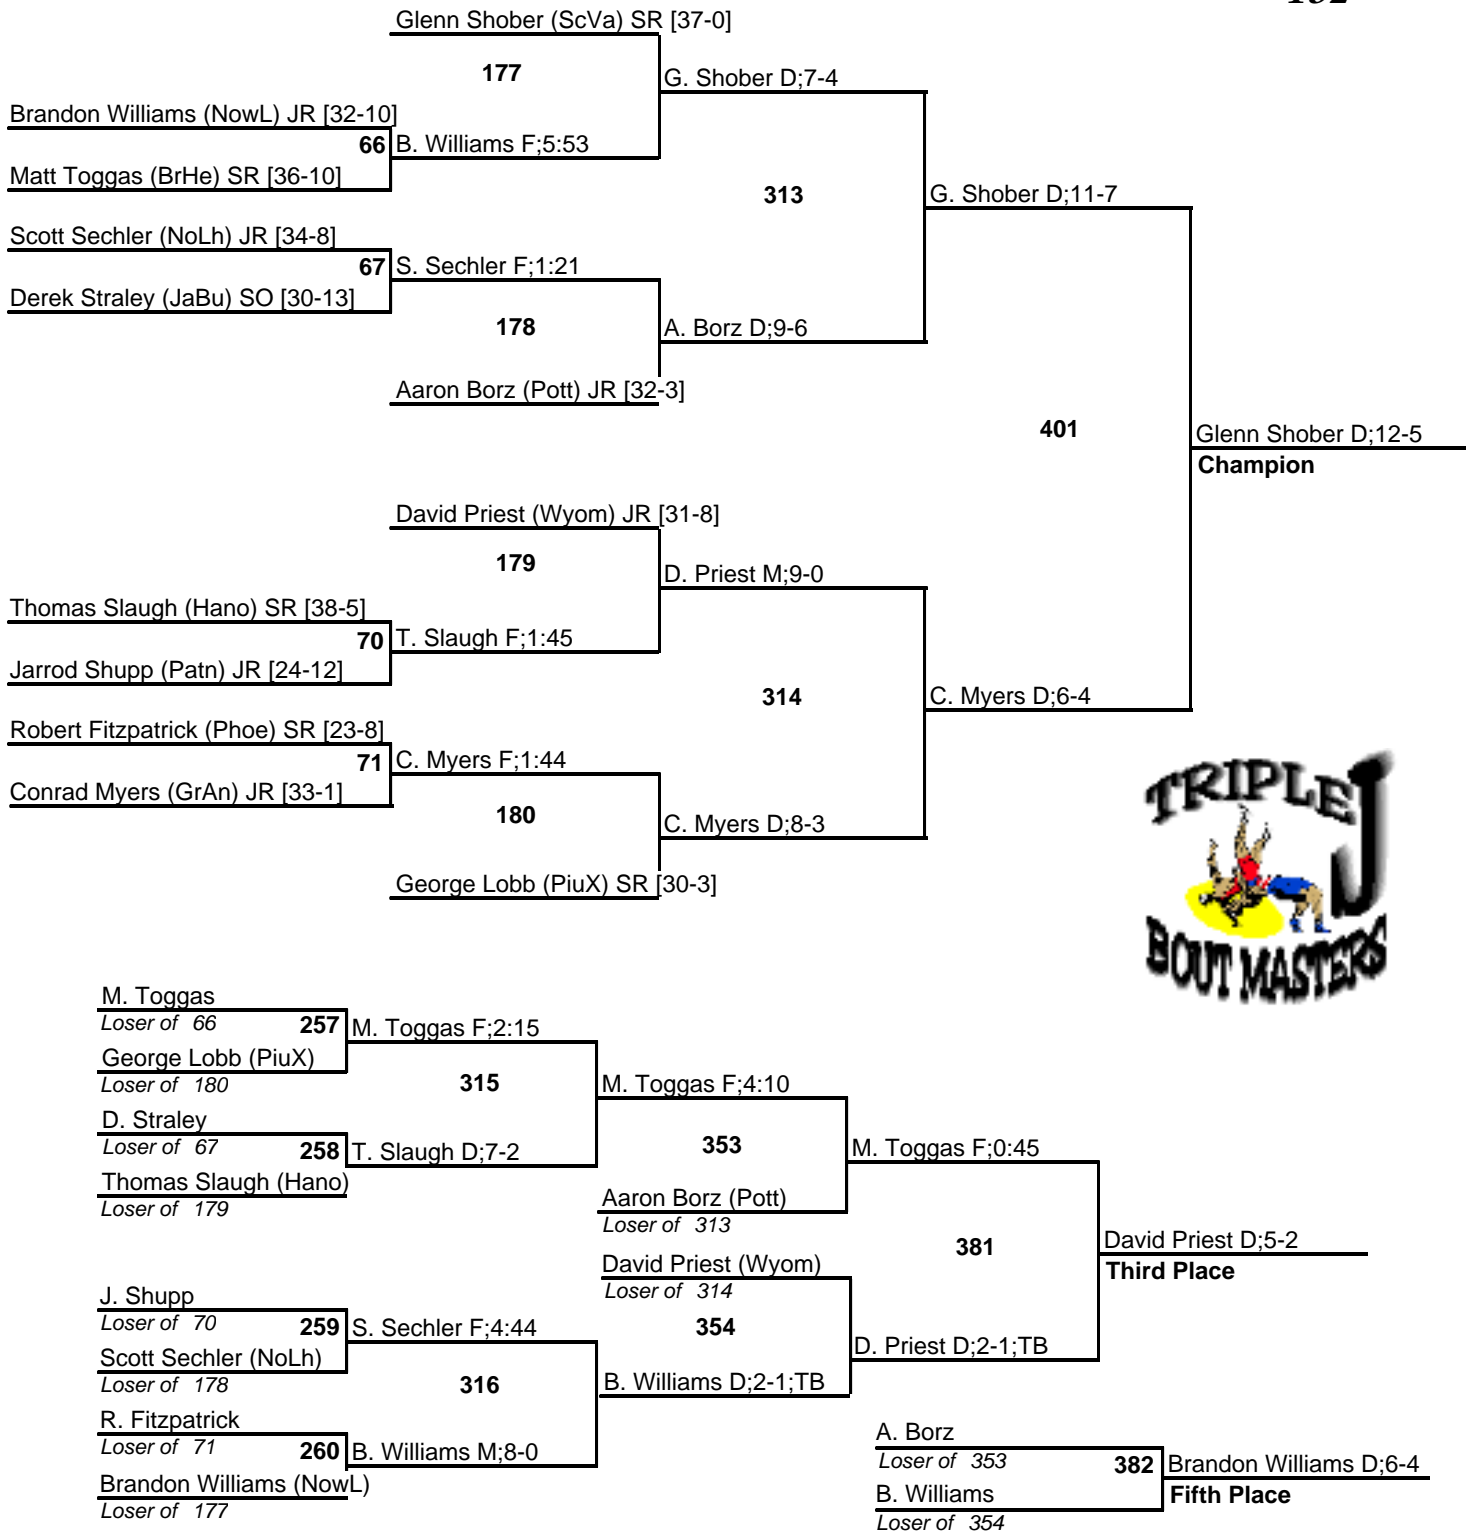 Glenn Shober (ScVa) SR [37-0]
177
G. Shober D;7-4
Brandon Williams (NowL) JR [32-10]
66 B. Williams F;5:53
Matt Toggas (BrHe) SR [36-10]
313
G. Shober D;11-7
Scott Sechler (NoLh) JR [34-8]
67 S. Sechler F;1:21
Derek Straley (JaBu) SO [30-13]
178
A. Borz D;9-6
Aaron Borz (Pott) JR [32-3]
401
Glenn Shober D;12-5
Champion
David Priest (Wyom) JR [31-8]
179
D. Priest M;9-0
Thomas Slaugh (Hano) SR [38-5]
70 T. Slaugh F;1:45
Jarrod Shupp (Patn) JR [24-12]
314
C. Myers D;6-4
Robert Fitzpatrick (Phoe) SR [23-8]
71 C. Myers F;1:44
Conrad Myers (GrAn) JR [33-1]
180
C. Myers D;8-3
George Lobb (PiuX) SR [30-3]
TRIPLE J
BOUT MASTERS
M. Toggas
Loser of 66
257 M. Toggas F;2:15
George Lobb (PiuX)
Loser of 180
315
M. Toggas F;4:10
D. Straley
Loser of 67
258 T. Slaugh D;7-2
Thomas Slaugh (Hano)
Loser of 179
353
M. Toggas F;0:45
Aaron Borz (Pott)
Loser of 313
381
David Priest D;5-2
Third Place
David Priest (Wyom)
Loser of 314
354
D. Priest D;2-1;TB
J. Shupp
Loser of 70
259 S. Sechler F;4:44
Scott Sechler (NoLh)
Loser of 178
316
B. Williams D;2-1;TB
R. Fitzpatrick
Loser of 71
260 B. Williams M;8-0
Brandon Williams (NowL)
Loser of 177
A. Borz
Loser of 353
382 Brandon Williams D;6-4
Fifth Place
B. Williams
Loser of 354